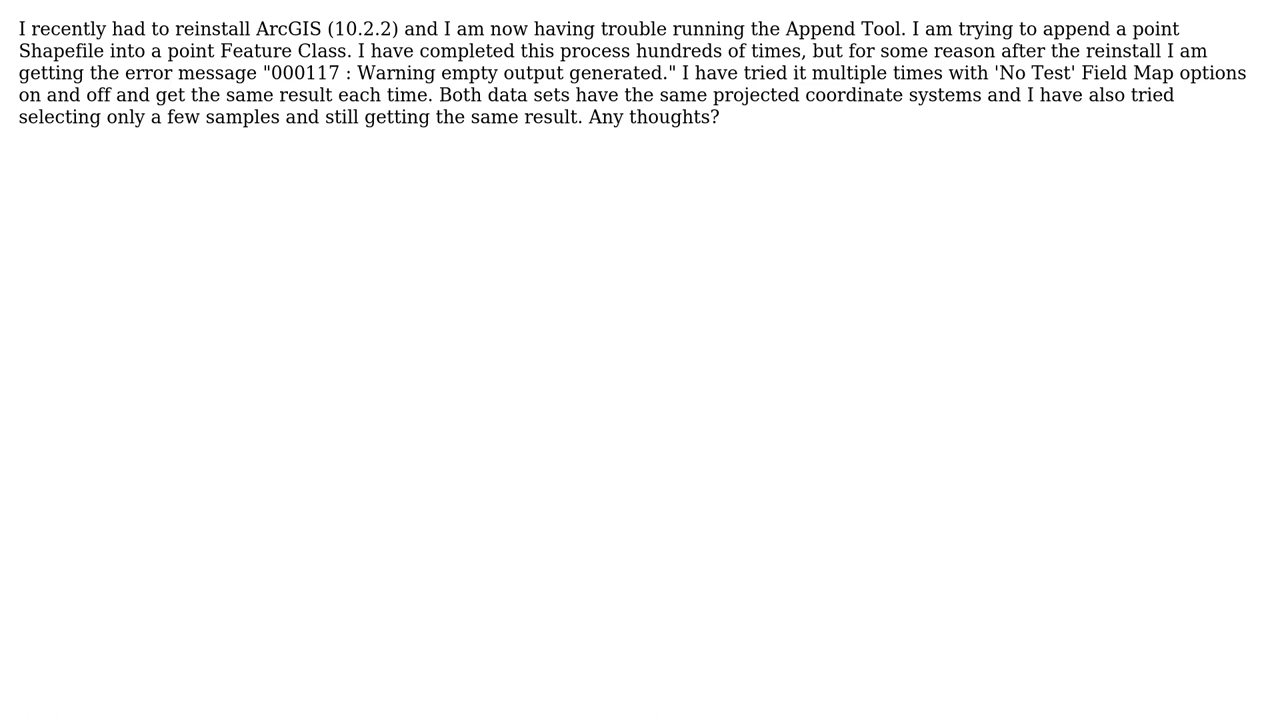 I recently had to reinstall ArcGIS (10.2.2) and I am now having trouble running the Append Tool. I am trying to append a point
Shapefile into a point Feature Class. I have completed this process hundreds of times, but for some reason after the reinstall I am
getting the error message "000117 : Warning empty output generated." I have tried it multiple times with 'No Test' Field Map options
on and off and get the same result each time. Both data sets have the same projected coordinate systems and I have also tried
selecting only a few samples and still getting the same result. Any thoughts?